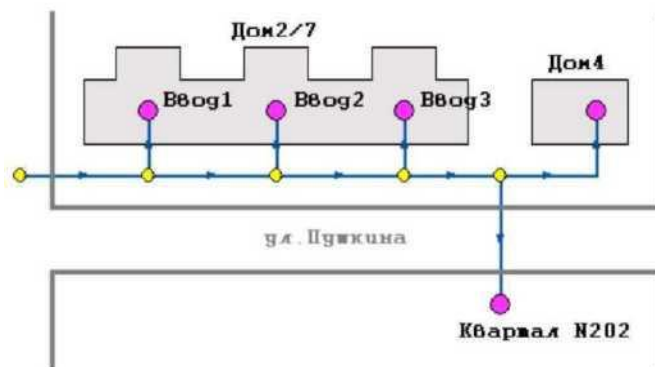 Дом2/7
Дом4
Ввод1 Ввод2 Ввод3
ул.Пушкина
Квартал N202